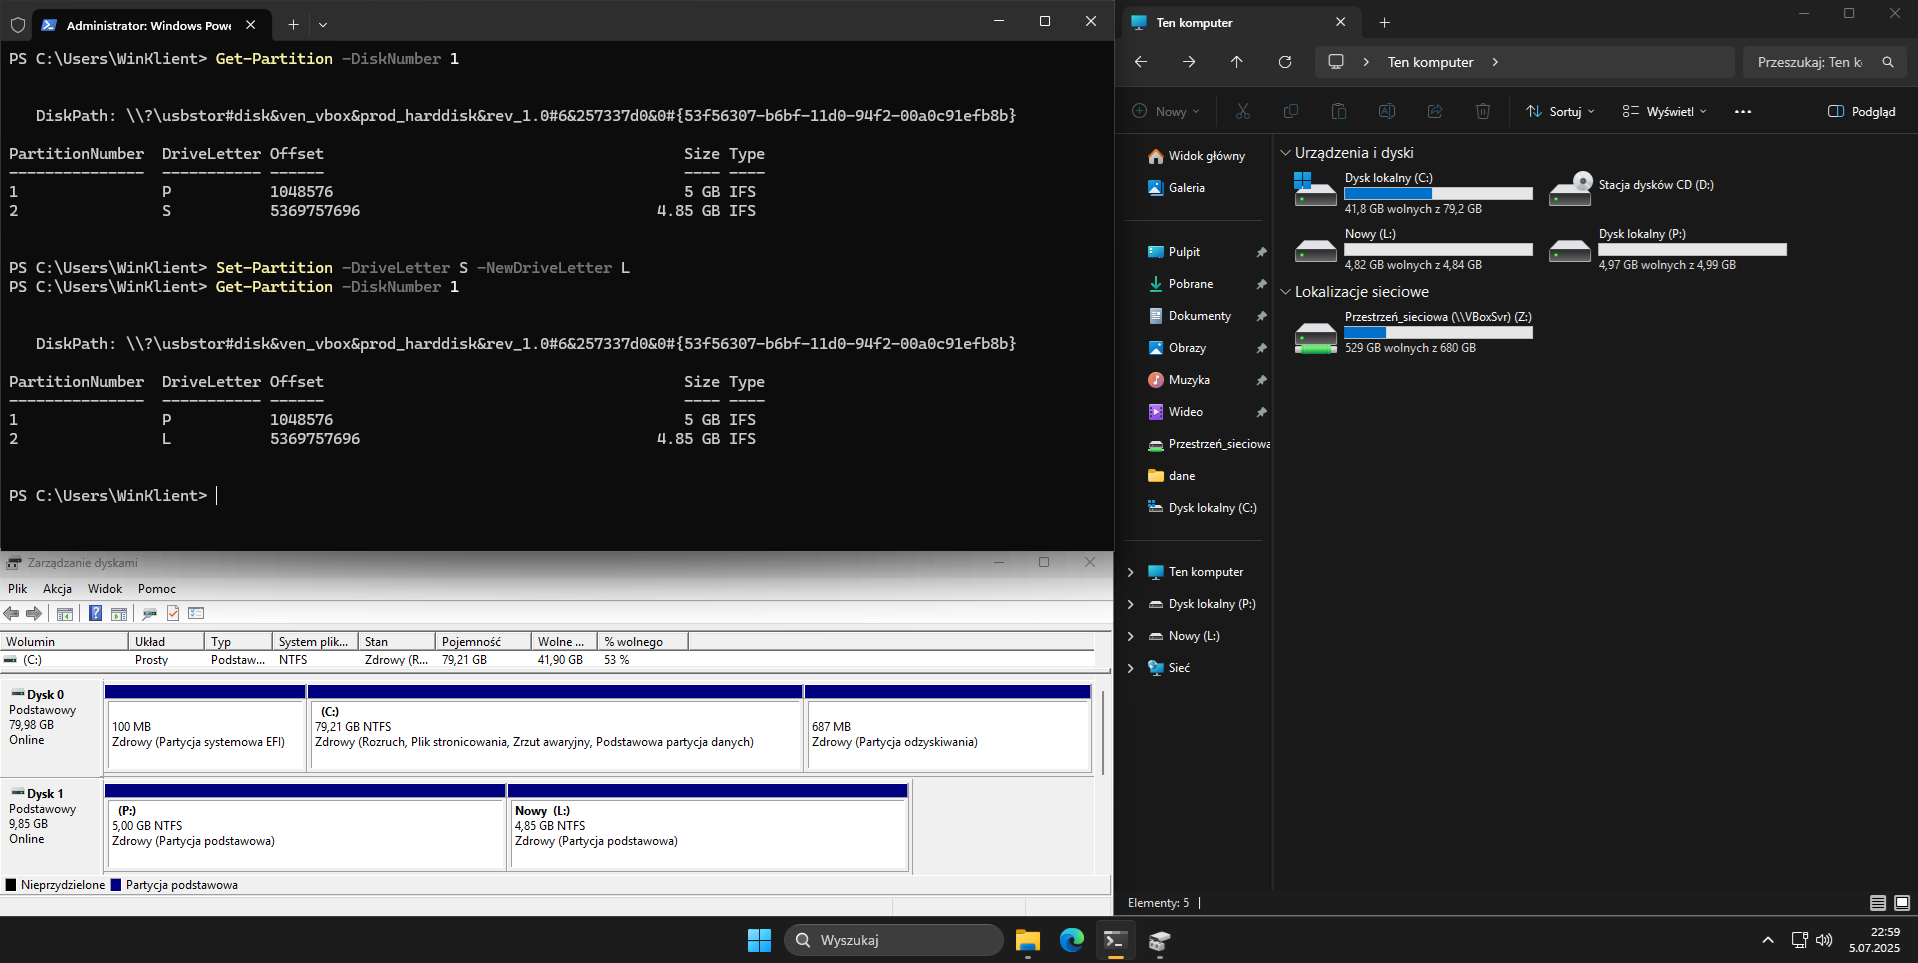 Administrator: Windows Powe
PS C:\Users\WinKlient> Get-Partition -DiskNumber 1
DiskPath: \\?\usbstor#disk&ven_vbox&prod_harddisk&rev_1.0#6&257337d0&0#{53f56307-b6bf-11d0-94f2-00a0c91efb8b}
PartitionNumber DriveLetter Offset Size Type
--------------- ----------- ------ ---- ----
1 P 1048576 5 GB IFS
2 S 5369757696 4.85 GB IFS
PS C:\Users\WinKlient> Set-Partition -DriveLetter S -NewDriveLetter L
PS C:\Users\WinKlient> Get-Partition -DiskNumber 1
DiskPath: \\?\usbstor#disk&ven_vbox&prod_harddisk&rev_1.0#6&257337d0&0#{53f56307-b6bf-11d0-94f2-00a0c91efb8b}
PartitionNumber DriveLetter Offset Size Type
--------------- ----------- ------ ---- ----
1 P 1048576 5 GB IFS
2 L 5369757696 4.85 GB IFS
PS C:\Users\WinKlient>
Zarządzanie dyskami
Plik Akcja Widok Pomoc
Wolumin Układ Typ System plik... Stan Pojemność Wolne ... % wolnego
(C:) Prosty Podstaw... NTFS Zdrowy (R... 79,21 GB 41,90 GB 53 %
Dysk 0
Podstawowy
79,98 GB
Online
100 MB
Zdrowy (Partycja systemowa EFI)
(C:)
79,21 GB NTFS
Zdrowy (Rozruch, Plik stronicowania, Zrzut awaryjny, Podstawowa partycja danych)
687 MB
Zdrowy (Partycja odzyskiwania)
Dysk 1
Podstawowy
9,85 GB
Online
(P:)
5,00 GB NTFS
Zdrowy (Partycja podstawowa)
Nowy (L:)
4,85 GB NTFS
Zdrowy (Partycja podstawowa)
Nieprzydzielone Partycja podstawowa
Ten komputer
Ten komputer
Przeszukaj: Ten k
Nowy Sortuj Wyświetl Podgląd
Widok główny
Galeria
Pulpit
Pobrane
Dokumenty
Obrazy
Muzyka
Wideo
Przestrzeń_sieciowa
dane
Dysk lokalny (C:)
Ten komputer
Dysk lokalny (P:)
Nowy (L:)
Sieć
Urządzenia i dyski
Dysk lokalny (C:)
41,8 GB wolnych z 79,2 GB
Stacja dysków CD (D:)
Nowy (L:)
4,82 GB wolnych z 4,84 GB
Dysk lokalny (P:)
4,97 GB wolnych z 4,99 GB
Lokalizacje sieciowe
Przestrzeń_sieciowa (\\VBoxSvr) (Z:)
529 GB wolnych z 680 GB
Elementy: 5
Wyszukaj
22:59
5.07.2025